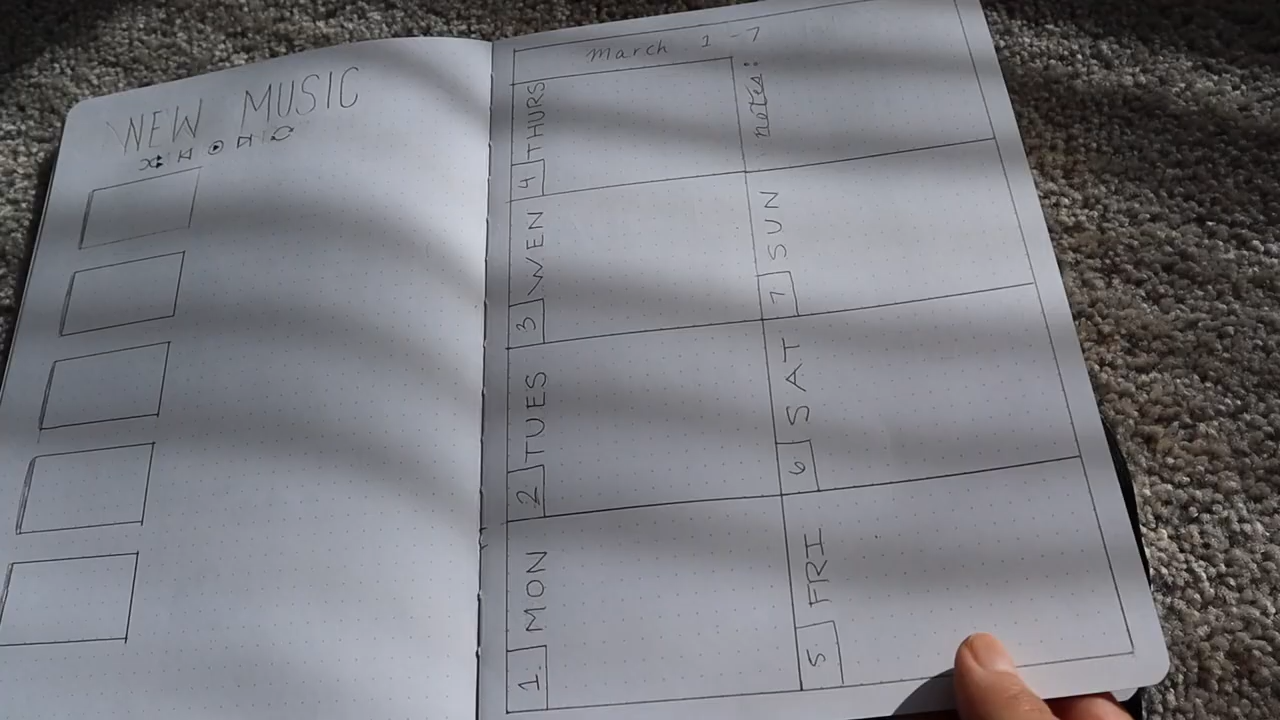 NEW MUSIC
March 1-7
1 MON
2 TUES
3 WEN
4 THURS
5 FRI
6 SAT
7 SUN
notes: